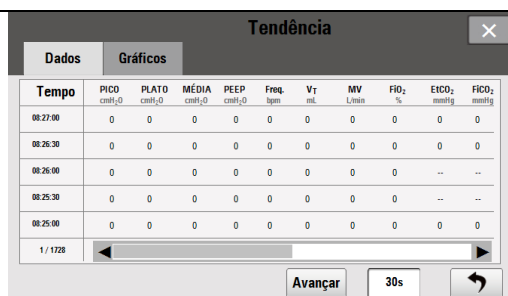 Tendência
Dados Gráficos
Tempo PICO PLATO MÉDIA PEEP Freq. VT MV FiO2 EtCO2 FiCO2
cmH2O cmH2O cmH2O cmH2O bpm mL L/min % mmHg mmHg
08:27:00 0 0 0 0 0 0 0 0 0 0
08:26:30 0 0 0 0 0 0 0 0 0 0
08:26:00 0 0 0 0 0 0 0 0 -- --
08:25:30 0 0 0 0 0 0 0 0 -- --
08:25:00 0 0 0 0 0 0 0 0 0 0
1 / 1728
Avançar 30s